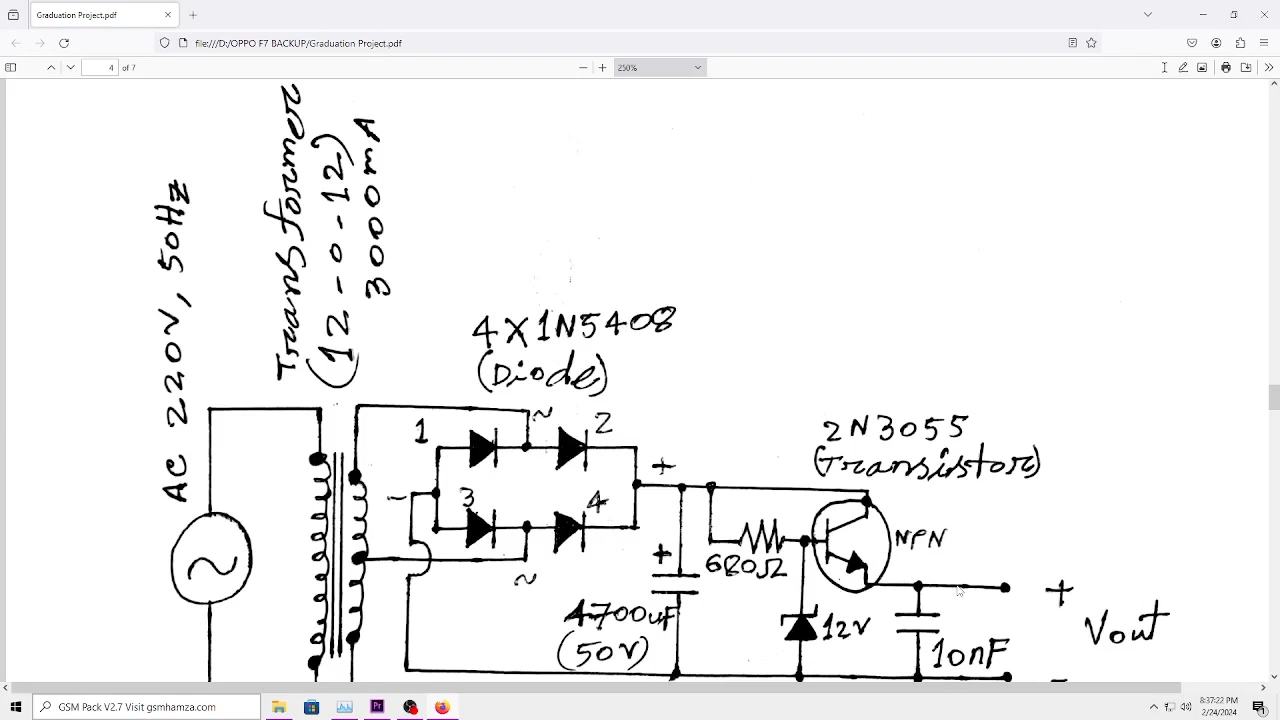 Graduation Project.pdf
file:///D:/OPPO F7 BACKUP/Graduation Project.pdf
4 of 7
250%
AC 220V, 50Hz
Transformer
(12-0-12)
3000mA
4X1N5408
(Diode)
1
~
2
3
4
-
~
+
+
4700uF
(50V)
680Ω
2N3055
(Transistor)
NPN
12V
10nF
+
Vout
-
GSM Pack V2.7 Visit gsmhamza.com
8:37:22 PM
2/24/2024